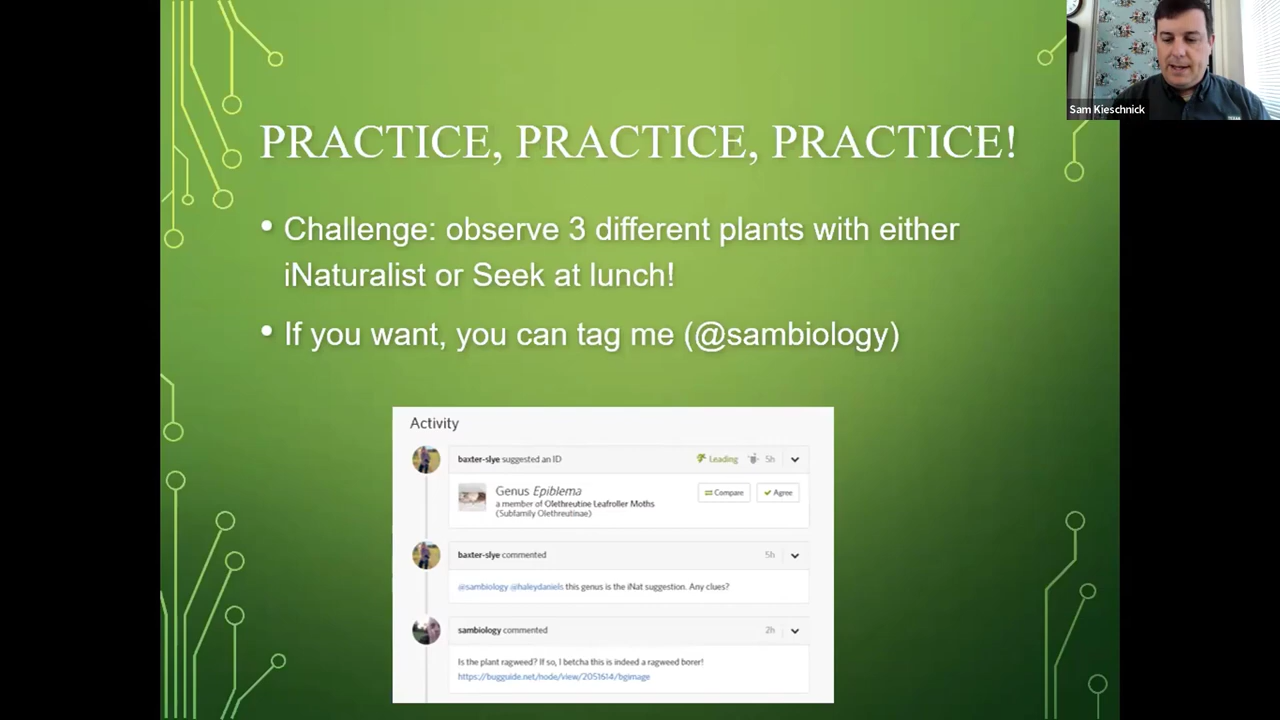 Sam Kieschnick
PRACTICE, PRACTICE, PRACTICE!
• Challenge: observe 3 different plants with either
iNaturalist or Seek at lunch!
• If you want, you can tag me (@sambiology)
Activity
baxter-slye suggested an ID Leading 5h
Genus Epiblema
a member of Olethreutine Leafroller Moths
(Subfamily Olethreutinae)
Compare Agree
baxter-slye commented 5h
@sambiology @haleydaniels this genus is the iNat suggestion. Any clues?
sambiology commented 2h
Is the plant ragweed? If so, I betcha this is indeed a ragweed borer!
https://bugguide.net/node/view/2051614/bgimage